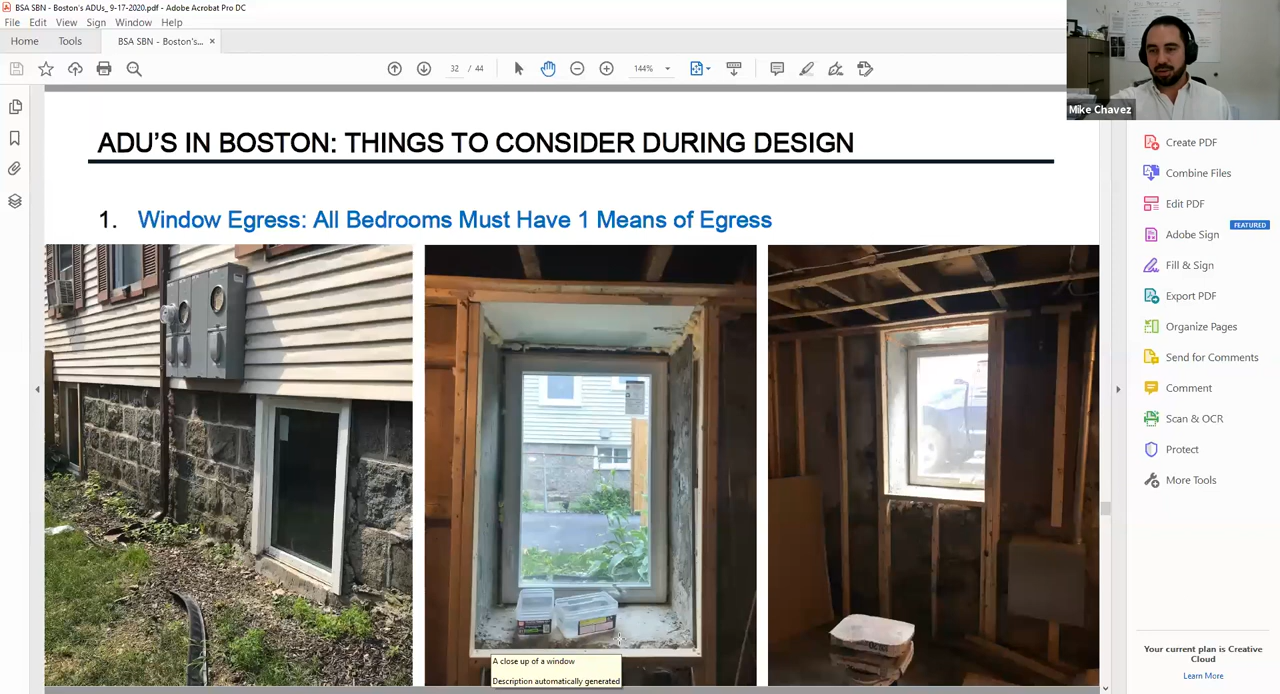 BSA SBN - Boston's ADUs_ 9-17-2020.pdf - Adobe Acrobat Pro DC
File Edit View Sign Window Help
Home Tools BSA SBN - Boston's... ×
32 / 44 144%
Mike Chavez
ADU'S IN BOSTON: THINGS TO CONSIDER DURING DESIGN
1. Window Egress: All Bedrooms Must Have 1 Means of Egress
A close up of a window
Description automatically generated
Create PDF
Combine Files
Edit PDF
FEATURED
Adobe Sign
Fill & Sign
Export PDF
Organize Pages
Send for Comments
Comment
Scan & OCR
Protect
More Tools
Your current plan is Creative
Cloud
Learn More